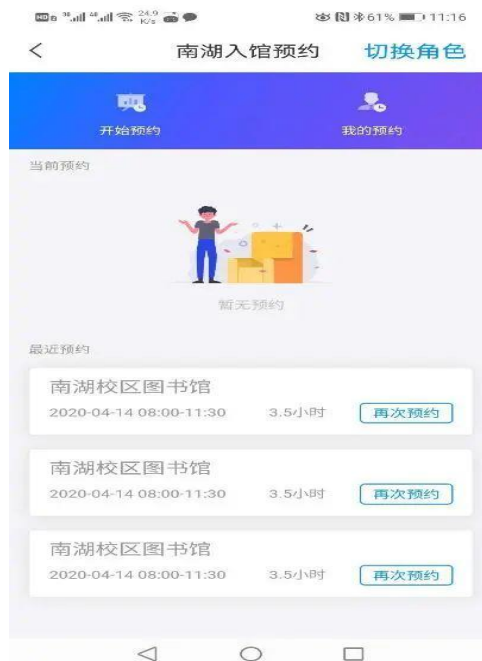 24.9
K/s
61%
11:16
南湖入馆预约
切换角色
开始预约
我的预约
当前预约
暂无预约
最近预约
南湖校区图书馆
2020-04-14 08:00-11:30 3.5小时 再次预约
南湖校区图书馆
2020-04-14 08:00-11:30 3.5小时 再次预约
南湖校区图书馆
2020-04-14 08:00-11:30 3.5小时 再次预约